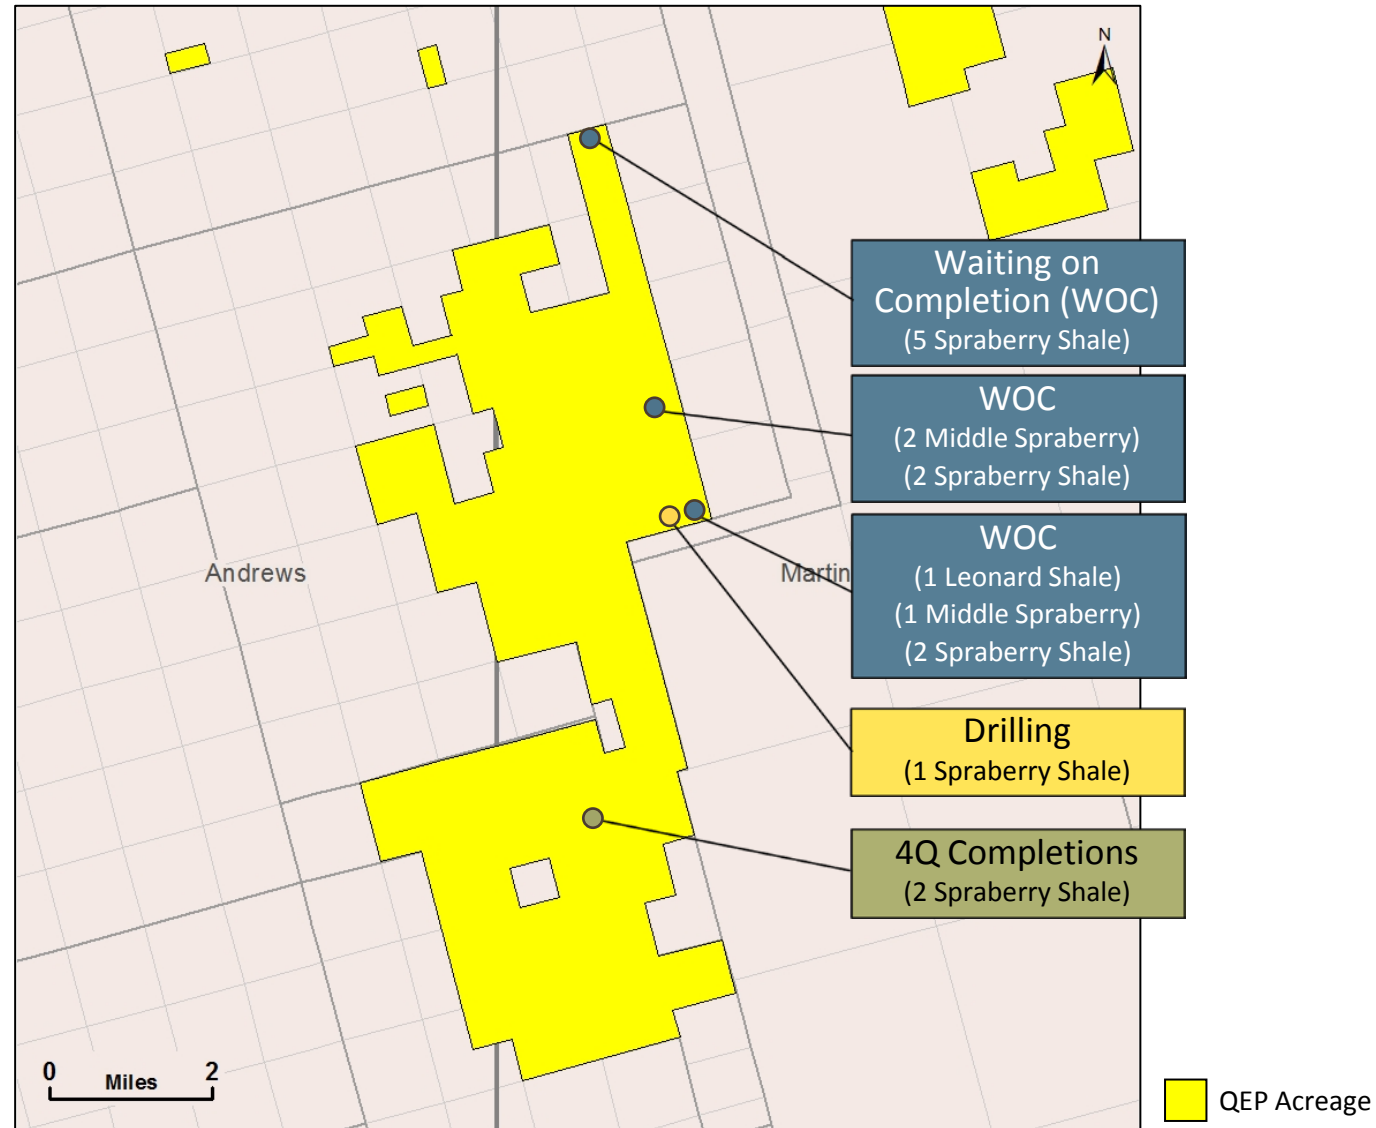 N
Waiting on
Completion (WOC)
(5 Spraberry Shale)
WOC
(2 Middle Spraberry)
(2 Spraberry Shale)
WOC
(1 Leonard Shale)
(1 Middle Spraberry)
(2 Spraberry Shale)
Andrews
Martin
Drilling
(1 Spraberry Shale)
4Q Completions
(2 Spraberry Shale)
0 Miles 2
QEP Acreage